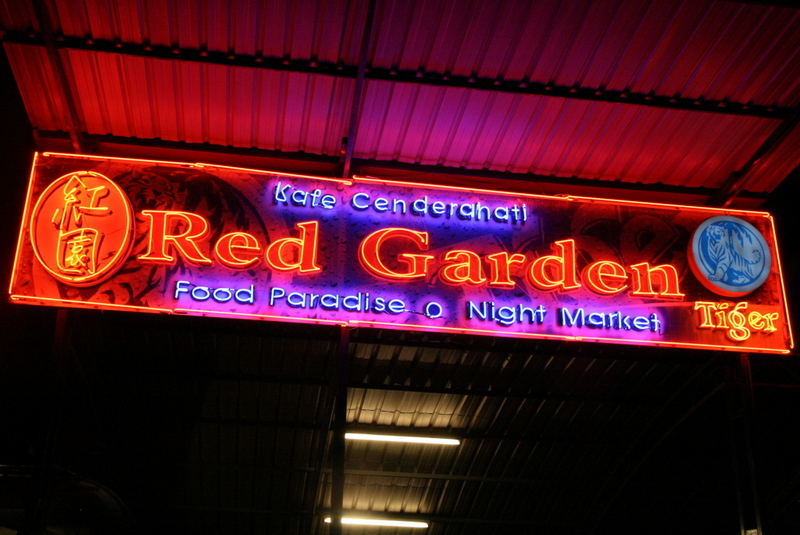 Kafe Cenderahati
紅園
Red Garden
Food Paradise & Night Market
Tiger